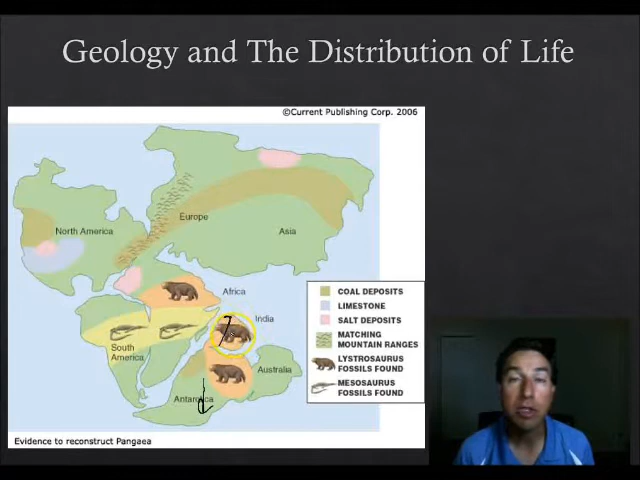 Geology and The Distribution of Life
©Current Publishing Corp. 2006
North America
Europe
Asia
Africa
India
South
America
Australia
Antarctica
COAL DEPOSITS
LIMESTONE
SALT DEPOSITS
MATCHING
MOUNTAIN RANGES
LYSTROSAURUS
FOSSILS FOUND
MESOSAURUS
FOSSILS FOUND
Evidence to reconstruct Pangaea